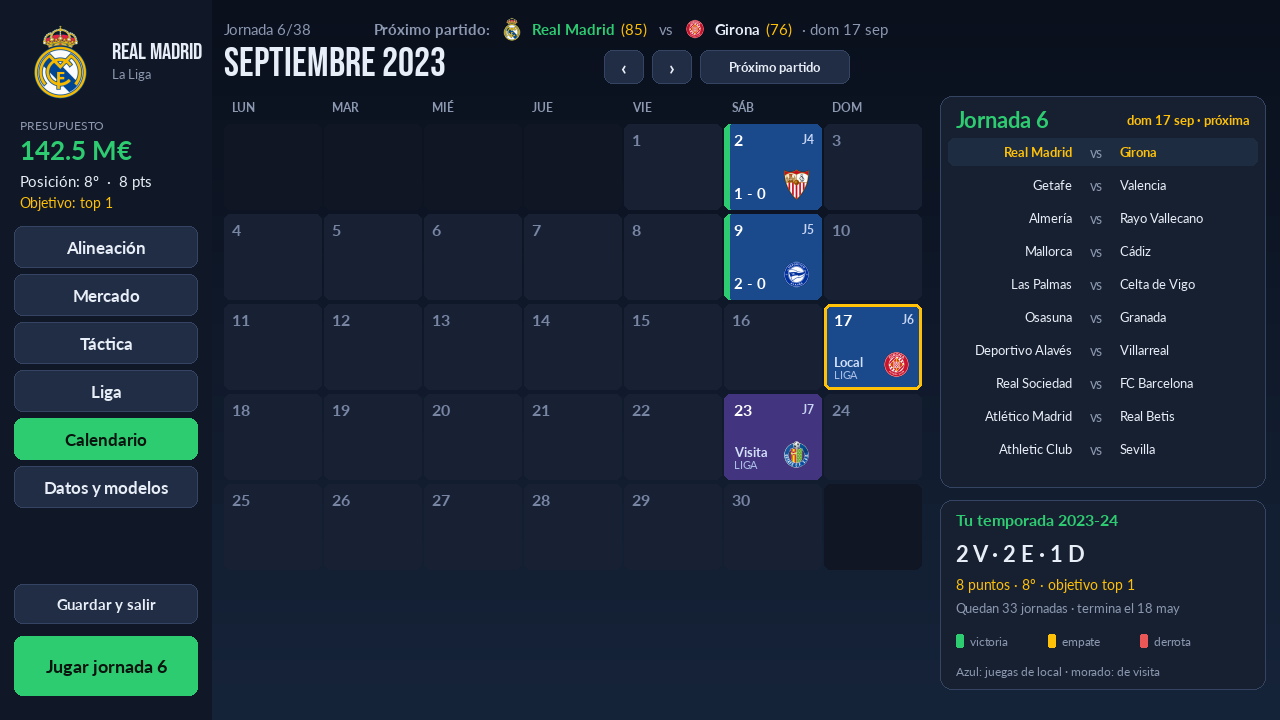 REAL MADRID
La Liga
PRESUPUESTO
142.5 M€
Posición: 8º · 8 pts
Objetivo: top 1
Alineación
Mercado
Táctica
Liga
Calendario
Datos y modelos
Guardar y salir
Jugar jornada 6
Jornada 6/38
Próximo partido: Real Madrid (85) vs Girona (76) · dom 17 sep
SEPTIEMBRE 2023
‹ › Próximo partido
LUN MAR MIÉ JUE VIE SÁB DOM
1 2 J4 3
1 - 0
4 5 6 7 8 9 J5 10
2 - 0
11 12 13 14 15 16 17 J6
Local
LIGA
18 19 20 21 22 23 J7 24
Visita
LIGA
25 26 27 28 29 30
Jornada 6 dom 17 sep · próxima
Real Madrid vs Girona
Getafe vs Valencia
Almería vs Rayo Vallecano
Mallorca vs Cádiz
Las Palmas vs Celta de Vigo
Osasuna vs Granada
Deportivo Alavés vs Villarreal
Real Sociedad vs FC Barcelona
Atlético Madrid vs Real Betis
Athletic Club vs Sevilla
Tu temporada 2023-24
2 V · 2 E · 1 D
8 puntos · 8º · objetivo top 1
Quedan 33 jornadas · termina el 18 may
victoria empate derrota
Azul: juegas de local · morado: de visita